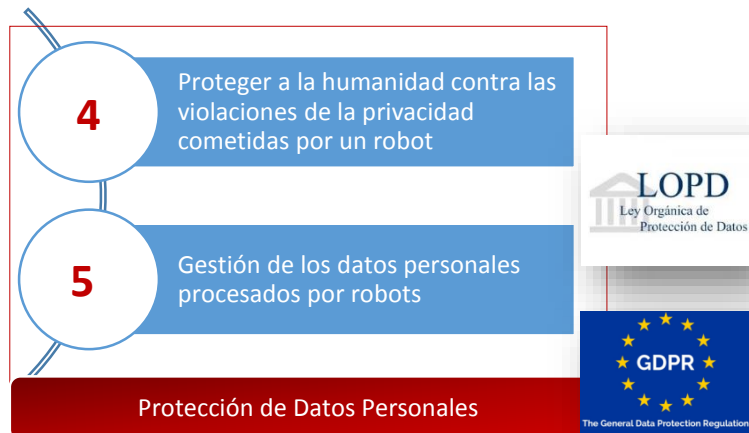 4
Proteger a la humanidad contra las
violaciones de la privacidad
cometidas por un robot
LOPD
Ley Orgánica de
Protección de Datos
5
Gestión de los datos personales
procesados por robots
GDPR
The General Data Protection Regulation
Protección de Datos Personales